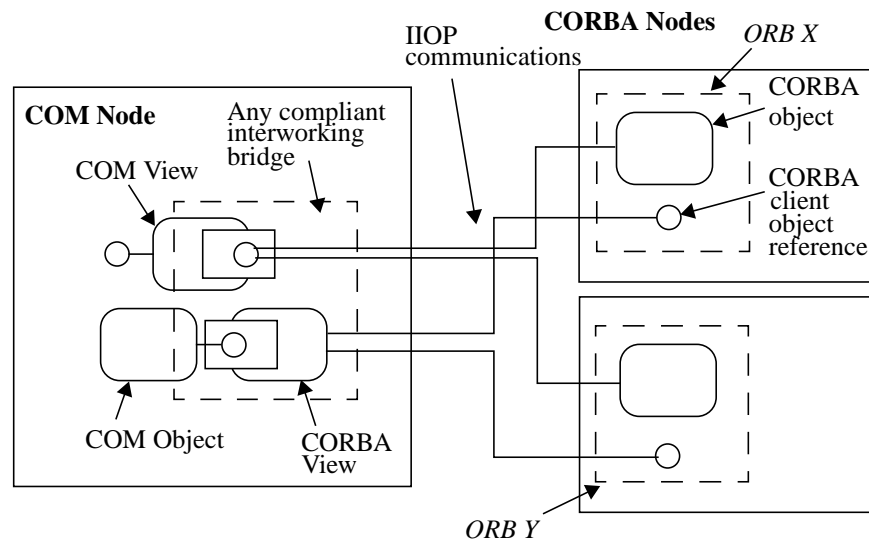 CORBA Nodes
ORB X
IIOP
communications
CORBA
object
COM Node
Any compliant
interworking
bridge
COM View
CORBA
client
object
reference
COM Object
CORBA
View
ORB Y